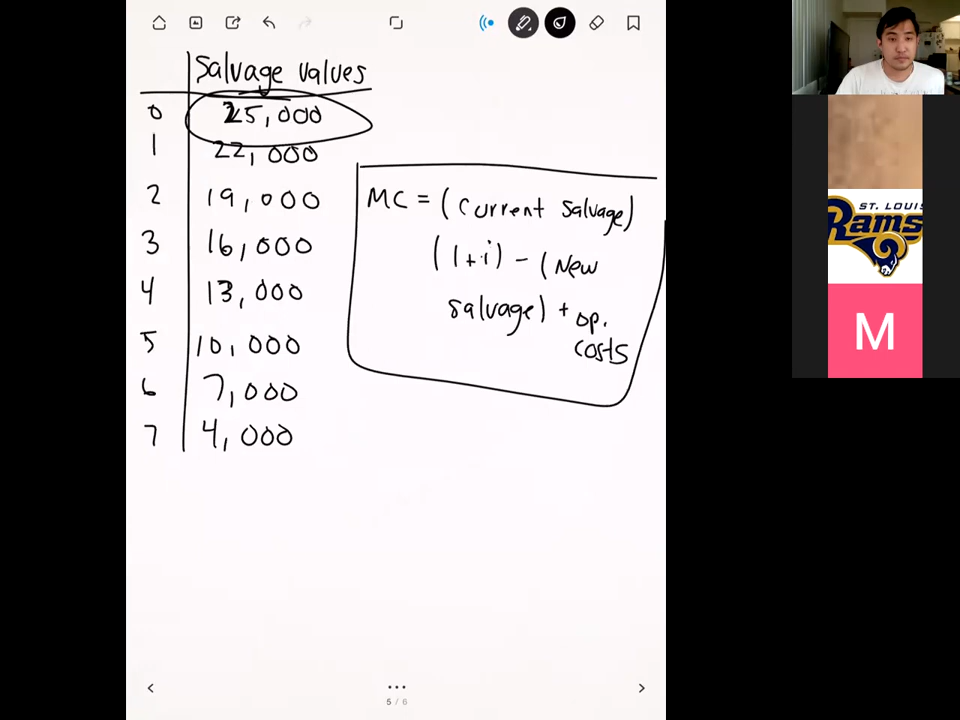 Salvage values
0 25,000
1 22,000
2 19,000
3 16,000
4 13,000
5 10,000
6 7,000
7 4,000
MC = (current salvage)
(1+i) - (New
salvage) + op.
costs
5 / 6
ST. LOUIS
Rams
M